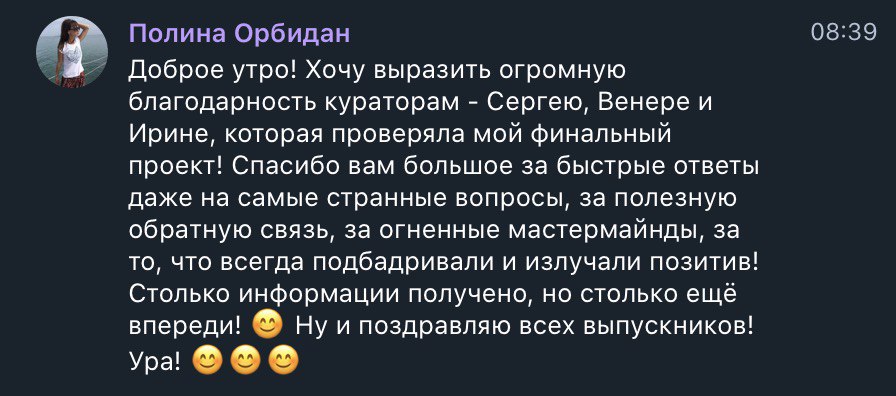 Полина Орбидан
08:39
Доброе утро! Хочу выразить огромную
благодарность кураторам - Сергею, Венере и
Ирине, которая проверяла мой финальный
проект! Спасибо вам большое за быстрые ответы
даже на самые странные вопросы, за полезную
обратную связь, за огненные мастермайнды, за
то, что всегда подбадривали и излучали позитив!
Столько информации получено, но столько ещё
впереди! 😊 Ну и поздравляю всех выпускников!
Ура! 😊😊😊